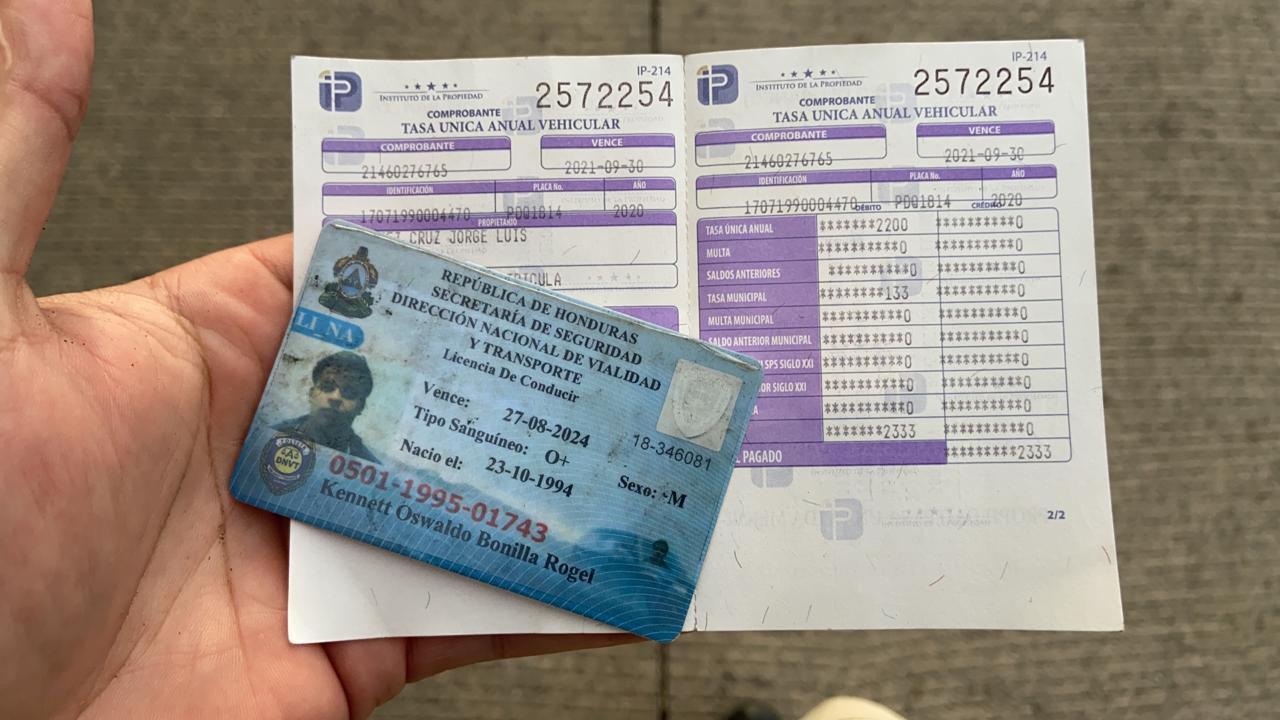 IP-214
INSTITUTO DE LA PROPIEDAD
2572254
COMPROBANTE
TASA UNICA ANUAL VEHICULAR
COMPROBANTE VENCE
21460276765 2021-09-30
IDENTIFICACIÓN PLACA No. AÑO
17071990004470 PDQ1814 2020
PROPIETARIO
CRUZ JORGE LUIS
IP-214
INSTITUTO DE LA PROPIEDAD
2572254
COMPROBANTE
TASA UNICA ANUAL VEHICULAR
COMPROBANTE VENCE
21460276765 2021-09-30
IDENTIFICACIÓN PLACA No. AÑO
17071990004470 PDQ1814 2020
DÉBITO CRÉDITO
TASA ÚNICA ANUAL *******2200 **********0
MULTA **********0 **********0
SALDOS ANTERIORES **********0 **********0
TASA MUNICIPAL ********133 **********0
MULTA MUNICIPAL **********0 **********0
SALDO ANTERIOR MUNICIPAL **********0 **********0
SPS SIGLO XXI **********0 **********0
SIGLO XXI **********0 **********0
**********0 **********0
*******2333 **********0
PAGADO *********2333
2/2
REPÚBLICA DE HONDURAS
SECRETARÍA DE SEGURIDAD
DIRECCIÓN NACIONAL DE VIALIDAD
Y TRANSPORTE
Licencia De Conducir
Vence: 27-08-2024
Tipo Sanguíneo: O+
18-346081
Nacio el: 23-10-1994
Sexo: M
DNVT
0501-1995-01743
Kennett Oswaldo Bonilla Rogel